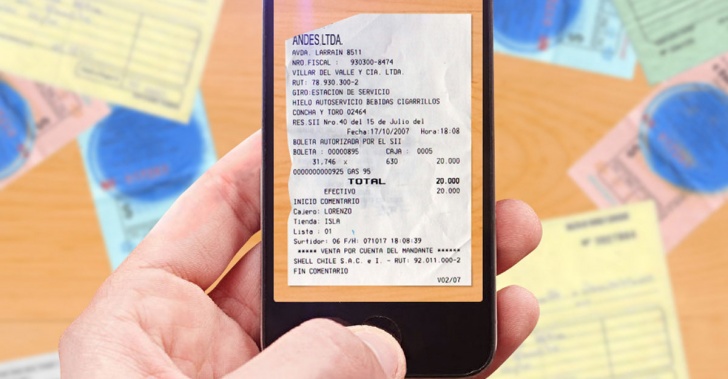 ANDES.LTDA.
AVDA. LARRAIN 8511
NRO.FISCAL : 930300-8474
VILLAR DEL VALLE Y CIA. LTDA.
RUT: 78.930.300-2
GIRO:ESTACION DE SERVICIO
HIELO AUTOSERVICIO BEBIDAS CIGARRILLOS
CONCHA Y TORO 02464
RES.SII Nro.40 del 15 de Julio del
Fecha:17/10/2007 Hora:18:08
BOLETA AUTORIZADA POR EL SII
BOLETA : 00000895 CAJA : 0005
31.746 x 630 20.000
0000000000925 GAS 95
TOTAL 20.000
EFECTIVO 20.000
INICIO COMENTARIO
Cajero: LORENZO
Tienda: ISLA
Lista : 01
Surtidor: 06 F/H: 071017 18:08:39
***** VENTA POR CUENTA DEL MANDANTE ******
SHELL CHILE S.A.C. e I. - RUT: 92.011.000-2
FIN COMENTARIO
V02/07